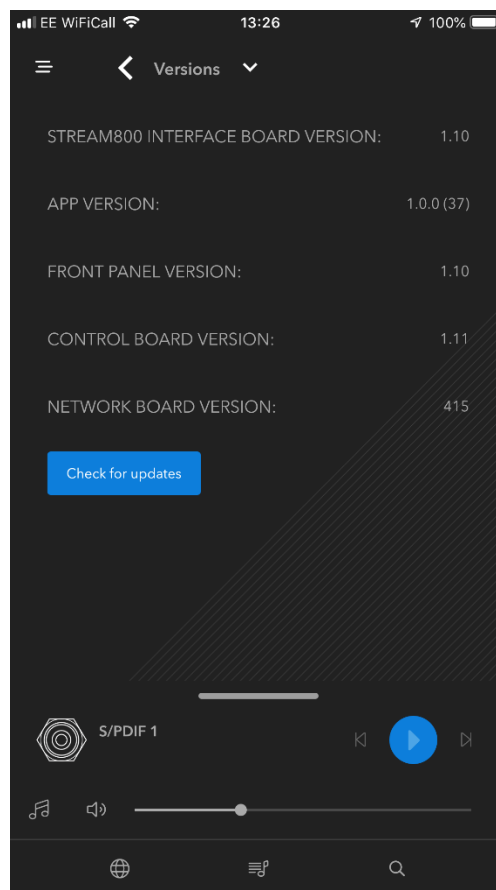 EE WiFiCall 13:26 100%
Versions
STREAM800 INTERFACE BOARD VERSION: 1.10
APP VERSION: 1.0.0 (37)
FRONT PANEL VERSION: 1.10
CONTROL BOARD VERSION: 1.11
NETWORK BOARD VERSION: 415
Check for updates
S/PDIF 1